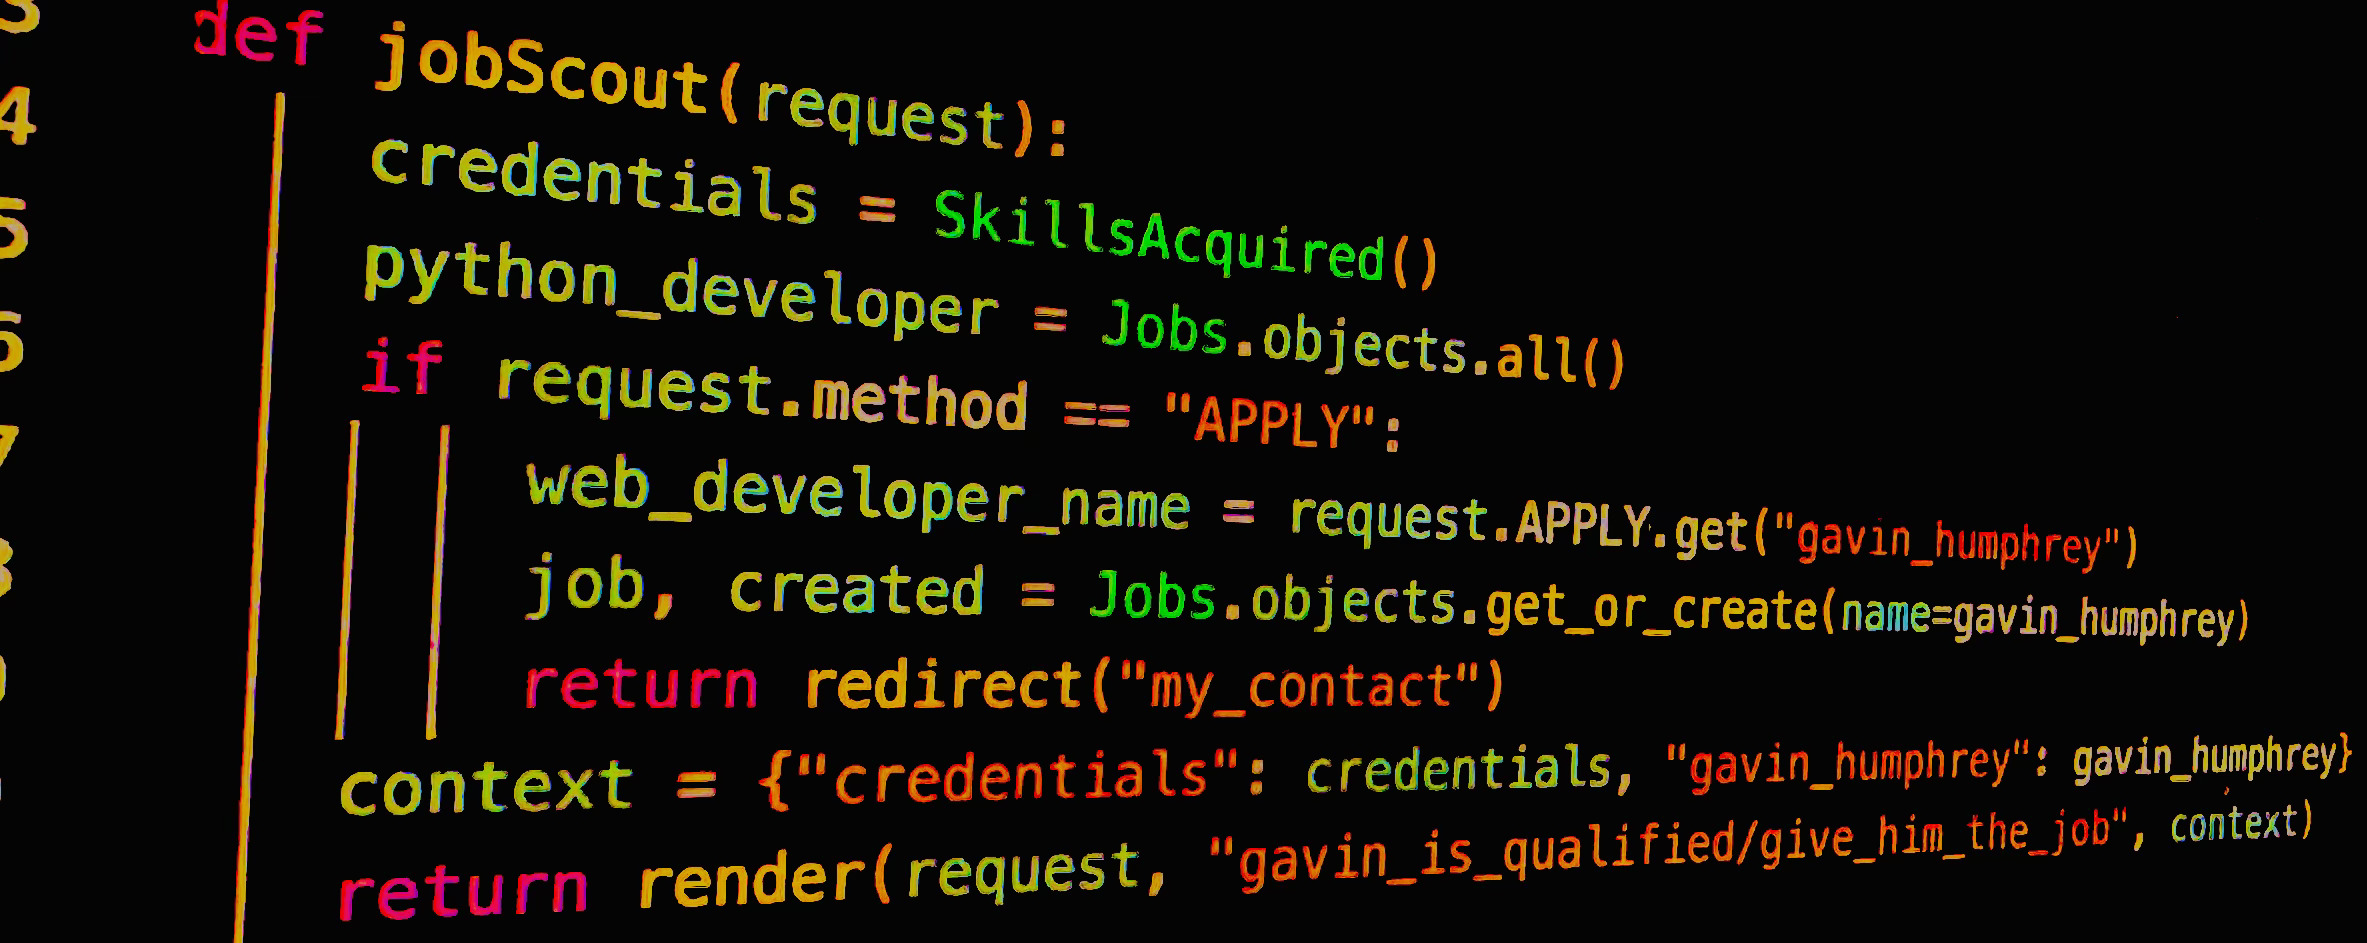 3 def jobScout(request):
4 credentials = SkillsAcquired()
5 python_developer = Jobs.objects.all()
6 if request.method == "APPLY":
7 web_developer_name = request.APPLY.get("gavin_humphrey")
8 job, created = Jobs.objects.get_or_create(name=gavin_humphrey)
return redirect("my_contact")
context = {"credentials": credentials, "gavin_humphrey": gavin_humphrey}
return render(request, "gavin_is_qualified/give_him_the_job", context)